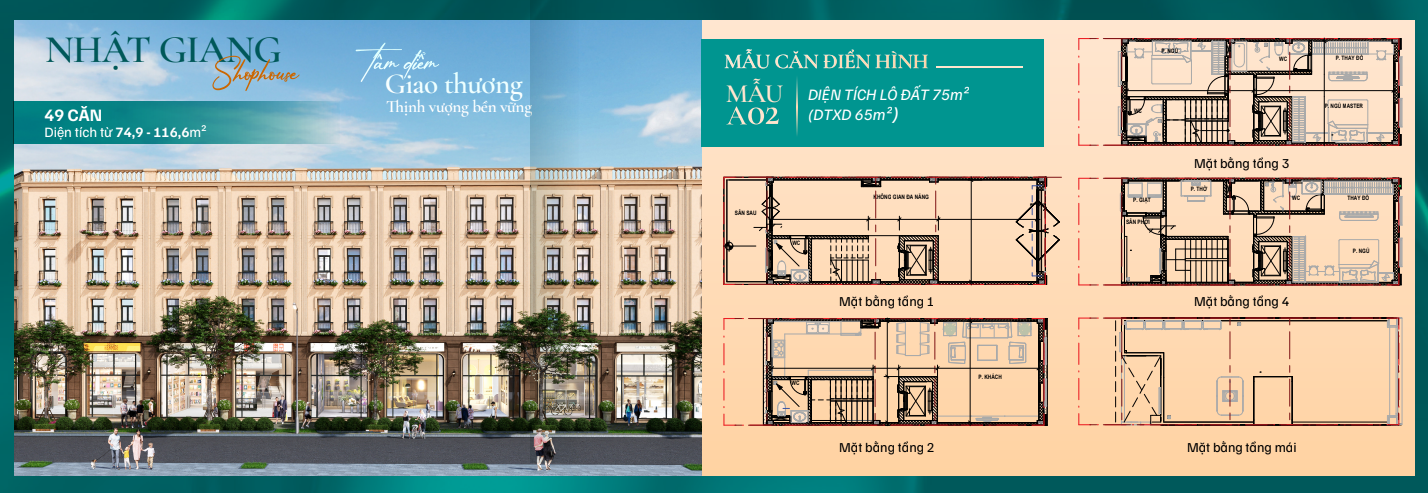 NHẬT GIANG
Shophouse
Tâm điểm
Giao thương
Thịnh vượng bền vững
49 CĂN
Diện tích từ 74,9 - 116,6m²
MẪU CĂN ĐIỂN HÌNH
MẪU
A02
DIỆN TÍCH LÔ ĐẤT 75m²
(DTXD 65m²)
SÂN SAU
KHÔNG GIAN ĐA NĂNG
WC
Mặt bằng tầng 1
WC
P. KHÁCH
Mặt bằng tầng 2
P. NGỦ
WC
P. THAY ĐỒ
WC
P. NGỦ MASTER
Mặt bằng tầng 3
P. GIẶT
P. THỜ
WC
THAY ĐỒ
SÂN PHƠI
P. NGỦ
Mặt bằng tầng 4
Mặt bằng tầng mái